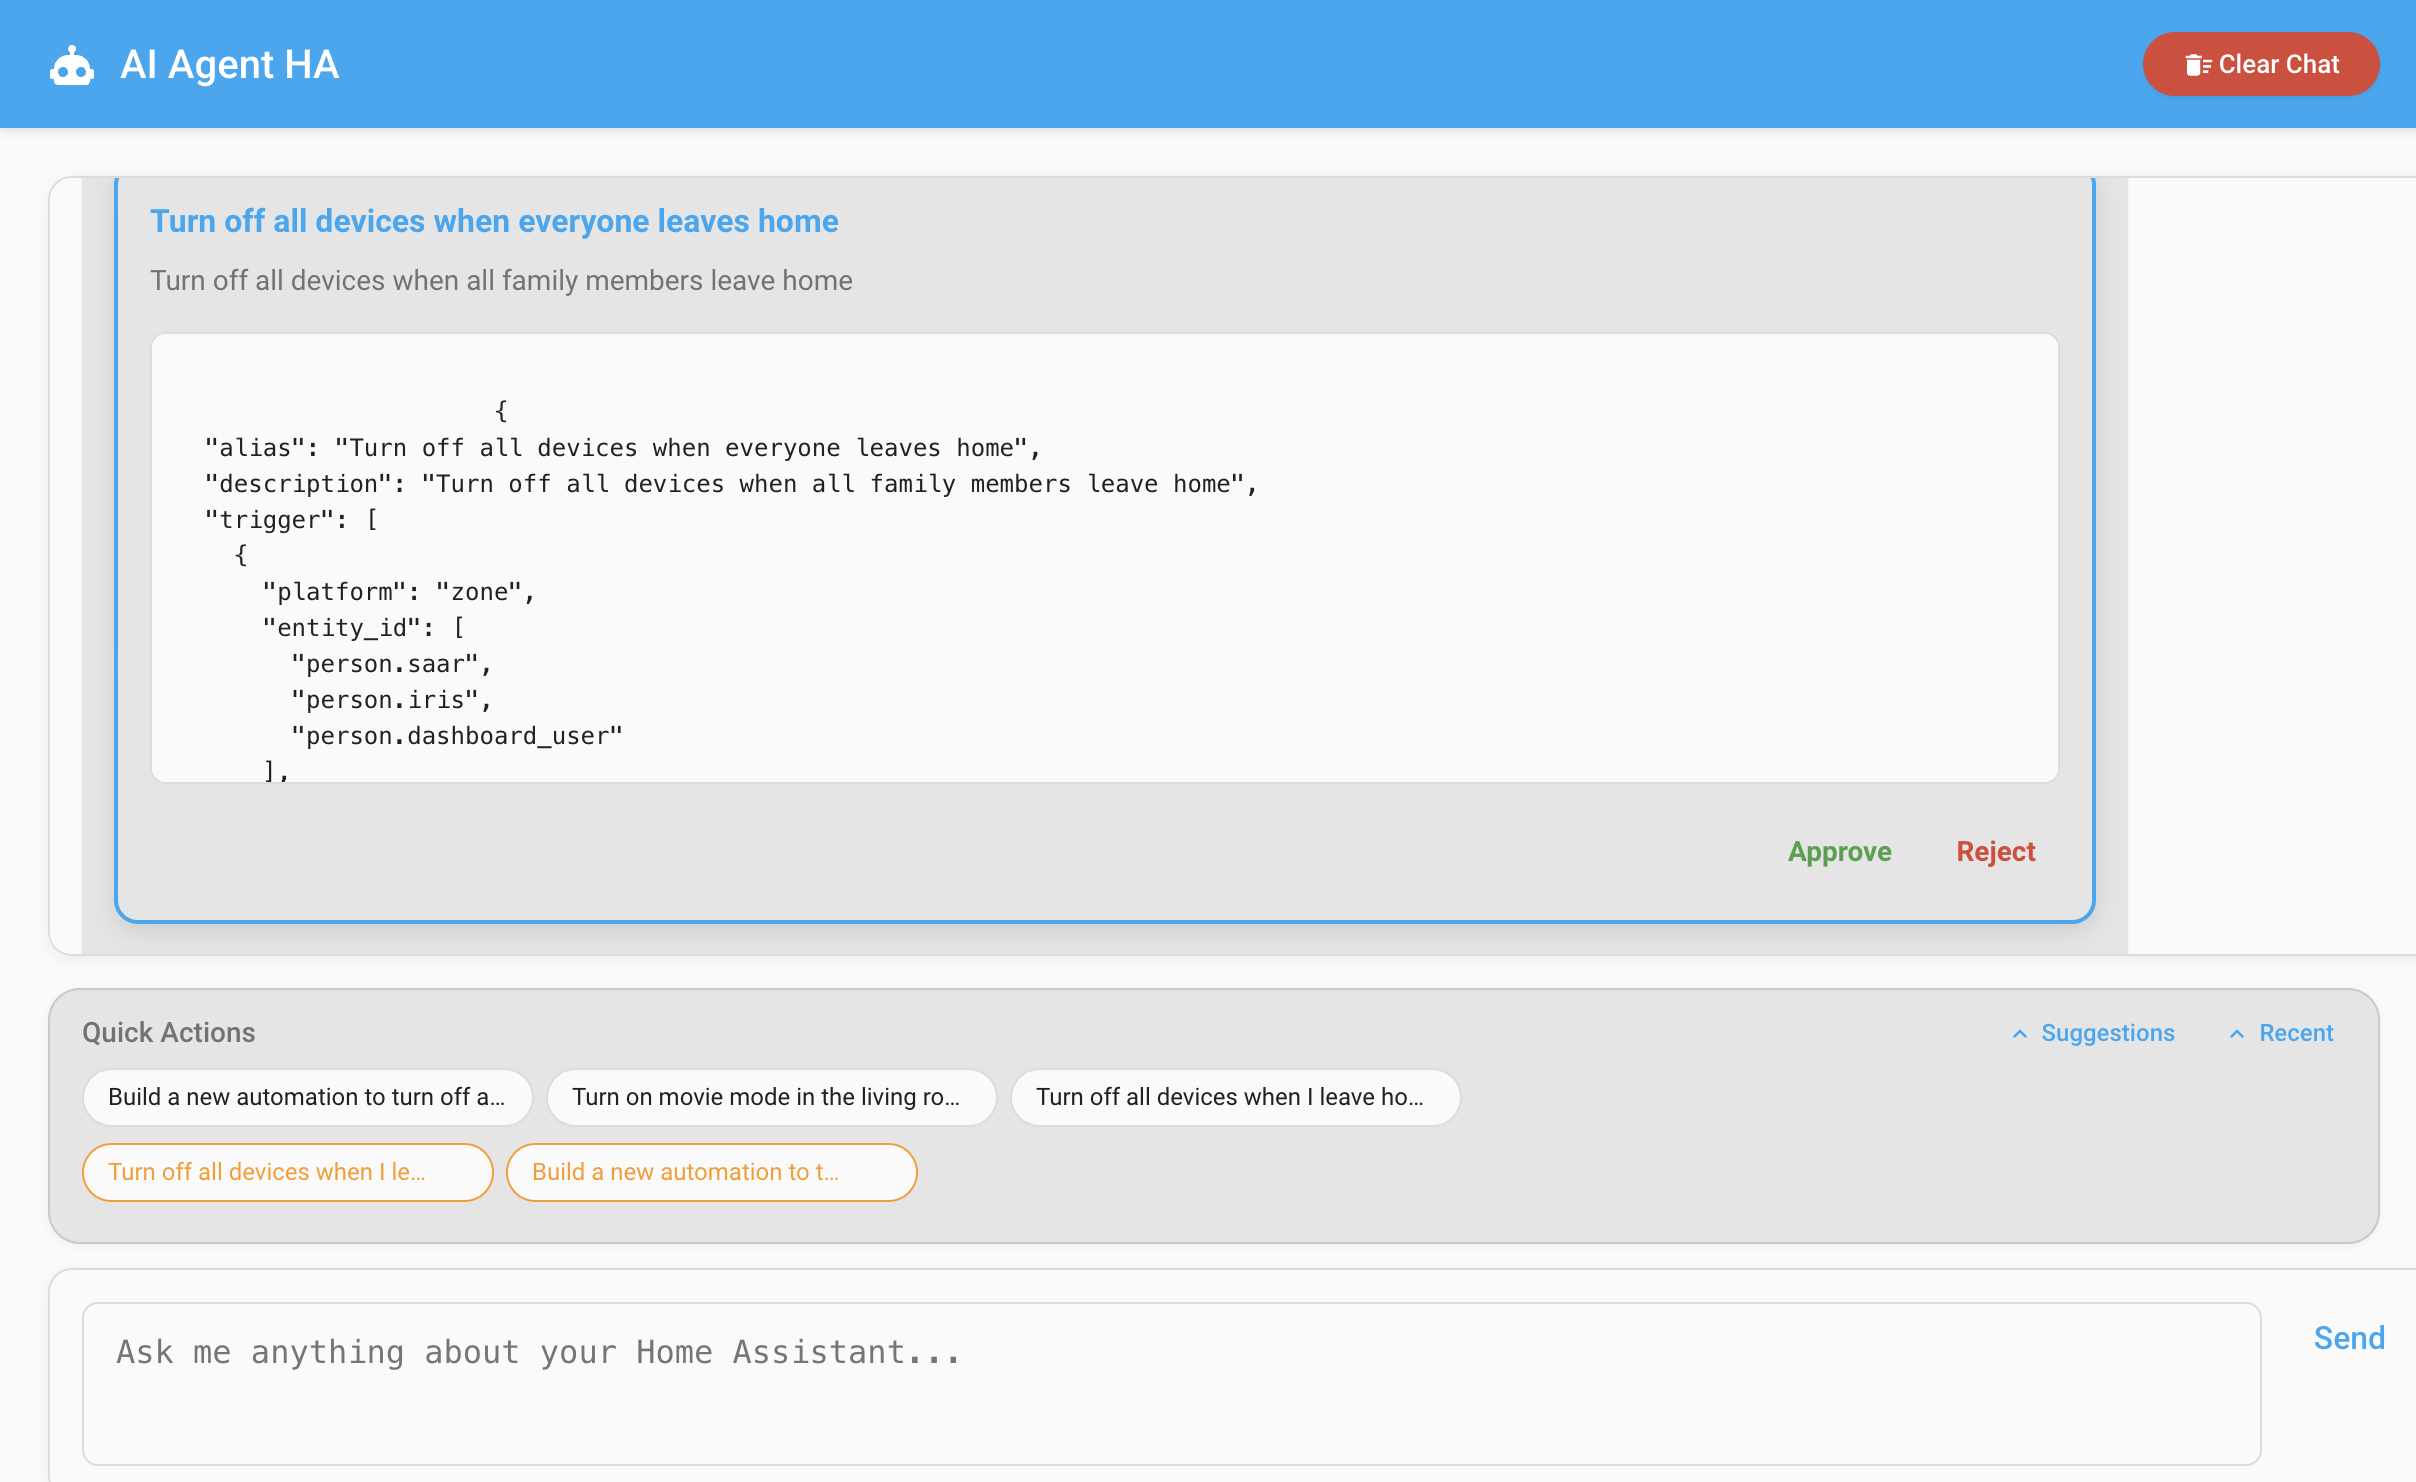 AI Agent HA
Clear Chat
Turn off all devices when everyone leaves home
Turn off all devices when all family members leave home
{
"alias": "Turn off all devices when everyone leaves home",
"description": "Turn off all devices when all family members leave home",
"trigger": [
{
"platform": "zone",
"entity_id": [
"person.saar",
"person.iris",
"person.dashboard_user"
],
Approve
Reject
Quick Actions
Suggestions
Recent
Build a new automation to turn off a...
Turn on movie mode in the living ro...
Turn off all devices when I leave ho...
Turn off all devices when I le...
Build a new automation to t...
Ask me anything about your Home Assistant...
Send